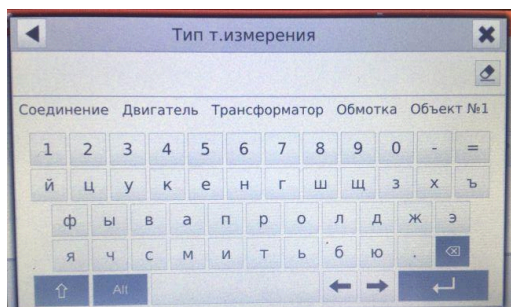 Тип т.измерения
Соединение Двигатель Трансформатор Обмотка Объект №1
1 2 3 4 5 6 7 8 9 0 - =
й ц у к е н г ш щ з х ъ
ф ы в а п р о л д ж э
я ч с м и т ь б ю .
Alt